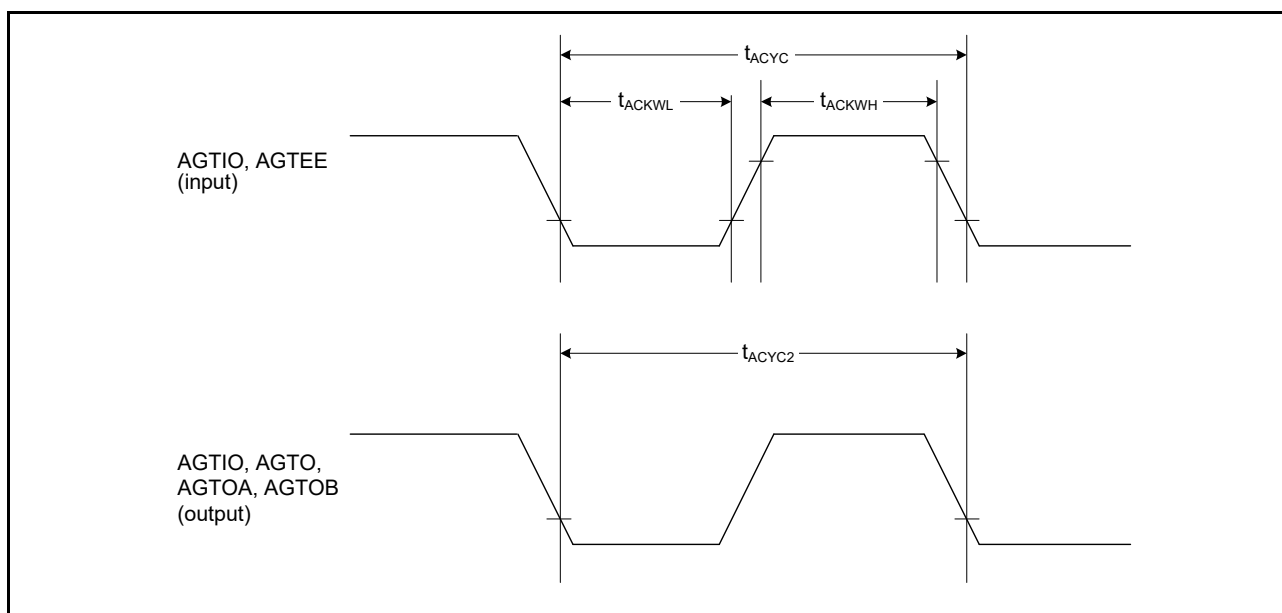 tACYC
tACKWL
tACKWH
AGTIO, AGTEE
(input)
tACYC2
AGTIO, AGTO,
AGTOA, AGTOB
(output)